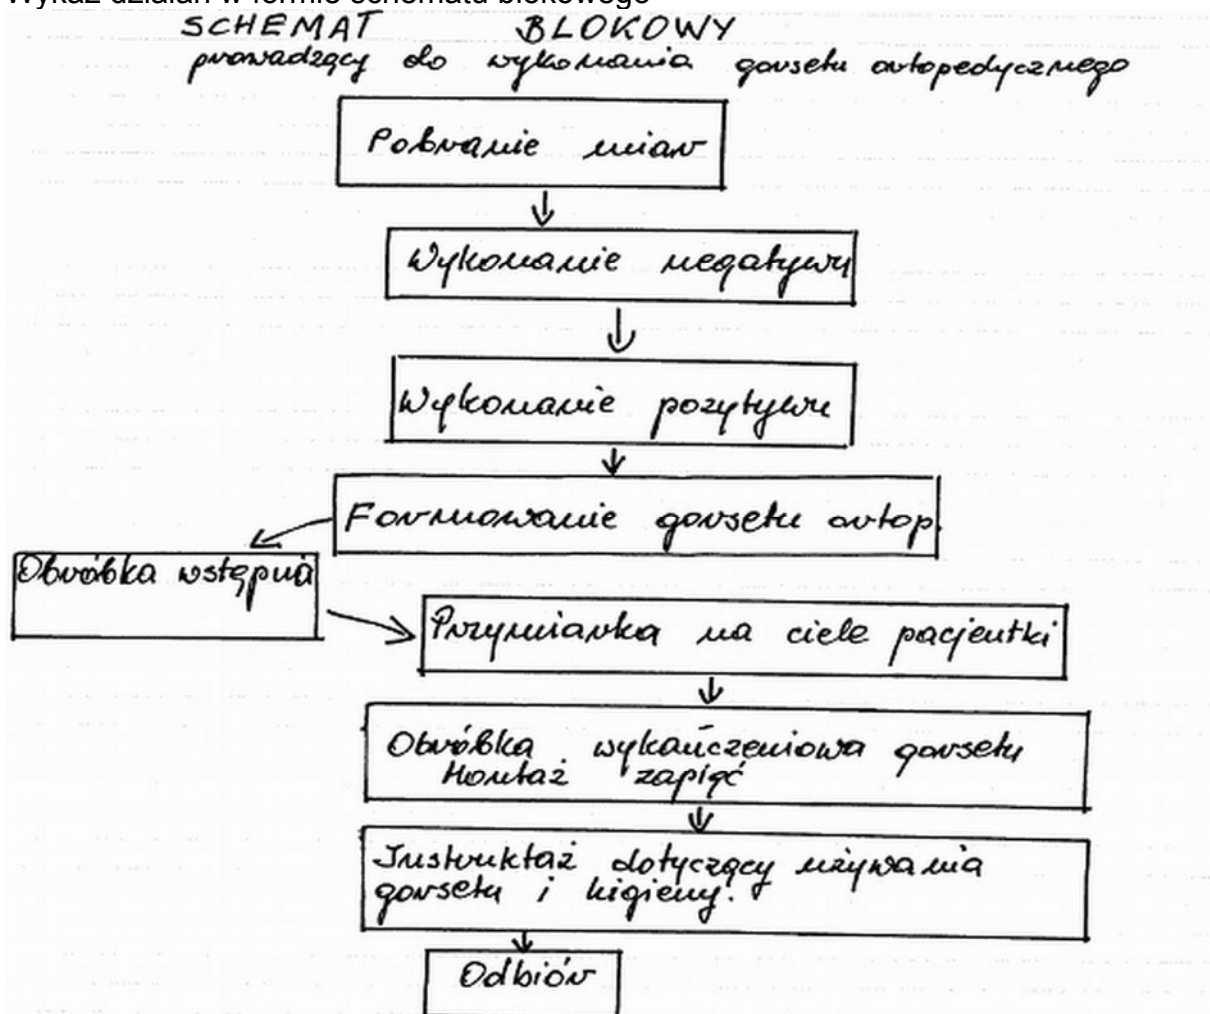 Wykaz działań w formie schematu blokowego
SCHEMAT BLOKOWY
prowadzący do wykonania gorsetu ortopedycznego
Pobranie miar
Wykonanie negatywu
Wykonanie pozytywu
Formowanie gorsetu ortop.
Obróbka wstępna
Przymiarka na ciele pacjentki
Obróbka wykańczeniowa gorsetu
Montaż zapięć
Instruktaż dotyczący używania
gorsetu i higieny.
Odbiór